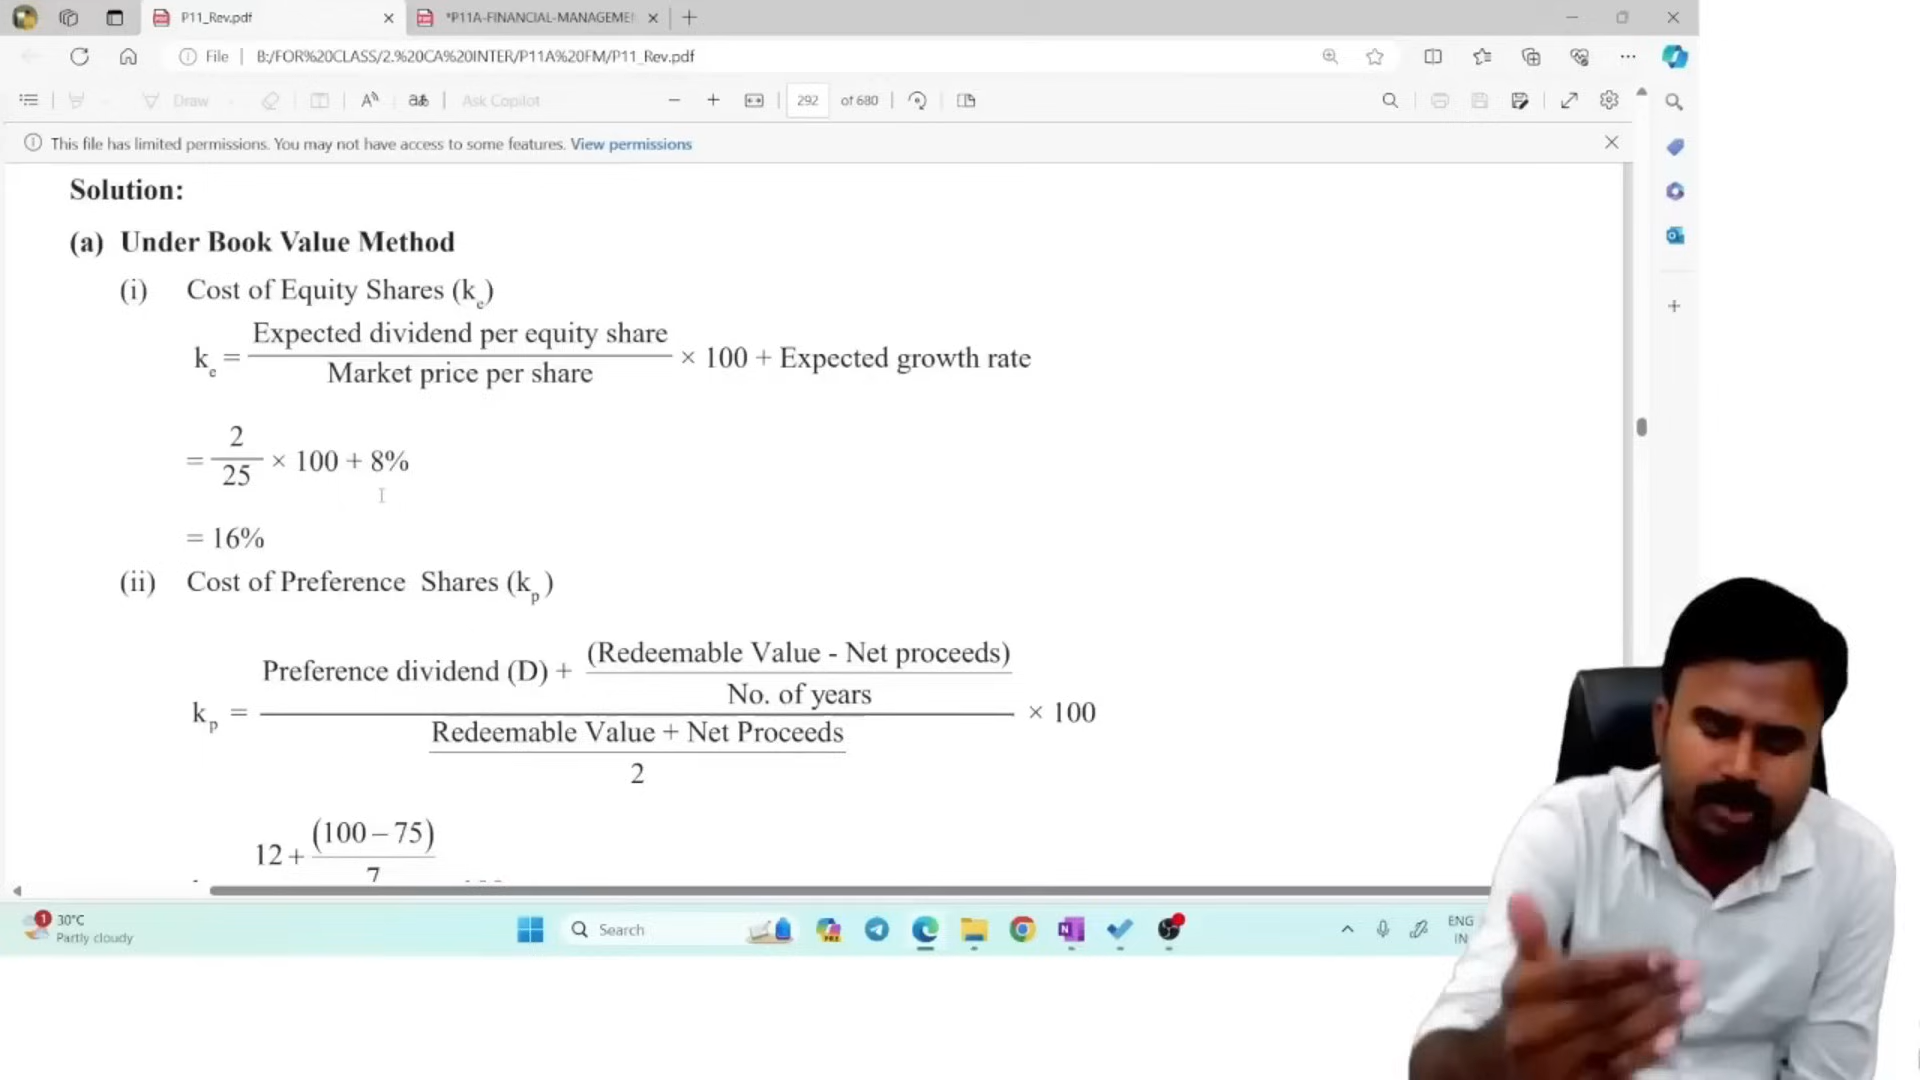 P11_Rev.pdf
*P11A-FINANCIAL-MANAGEME
File
B:/FOR%20CLASS/2.%20CA%20INTER/P11A%20FM/P11_Rev.pdf
Draw
Ask Copilot
292 of 680
This file has limited permissions. You may not have access to some features. View permissions
Solution:
(a) Under Book Value Method
(i) Cost of Equity Shares (ke)
ke = Expected dividend per equity share / Market price per share × 100 + Expected growth rate
= 2 / 25 × 100 + 8%
= 16%
(ii) Cost of Preference Shares (kp)
kp = Preference dividend (D) + (Redeemable Value - Net proceeds) / No. of years / Redeemable Value + Net Proceeds / 2 × 100
12 + (100 – 75) / 7
1
30°C
Partly cloudy
Search
ENG
IN